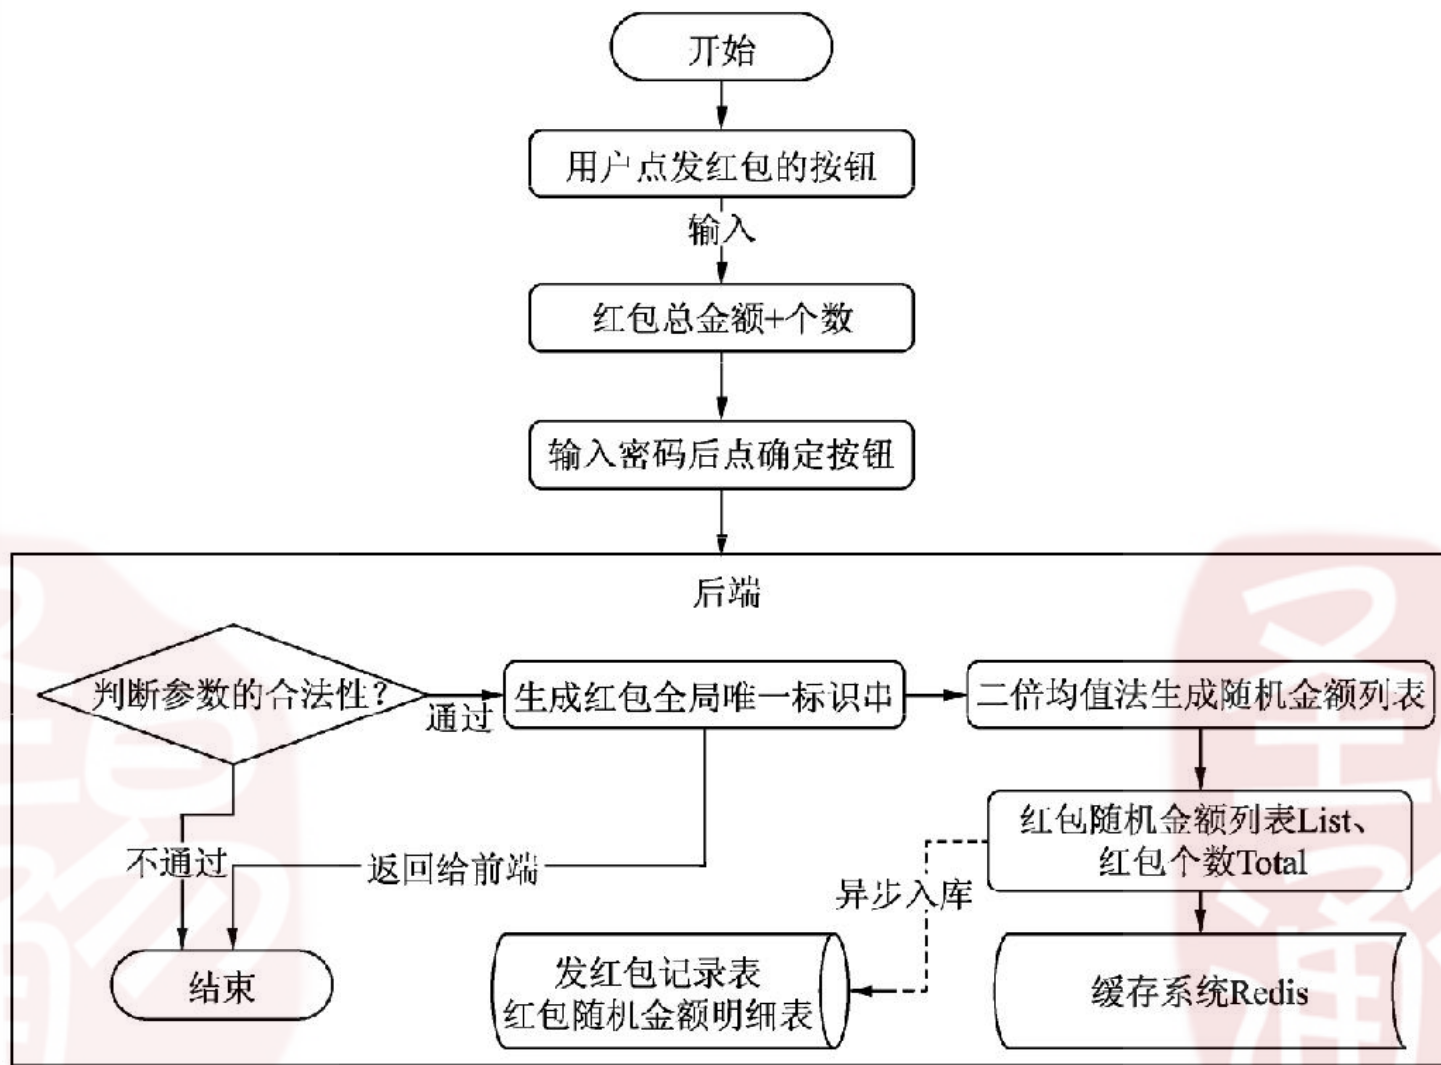 开始
用户点发红包的按钮
输入
红包总金额+个数
输入密码后点确定按钮
后端
判断参数的合法性?
通过
生成红包全局唯一标识串
二倍均值法生成随机金额列表
红包随机金额列表List、
红包个数Total
不通过
返回给前端
异步入库
结束
发红包记录表
红包随机金额明细表
缓存系统Redis